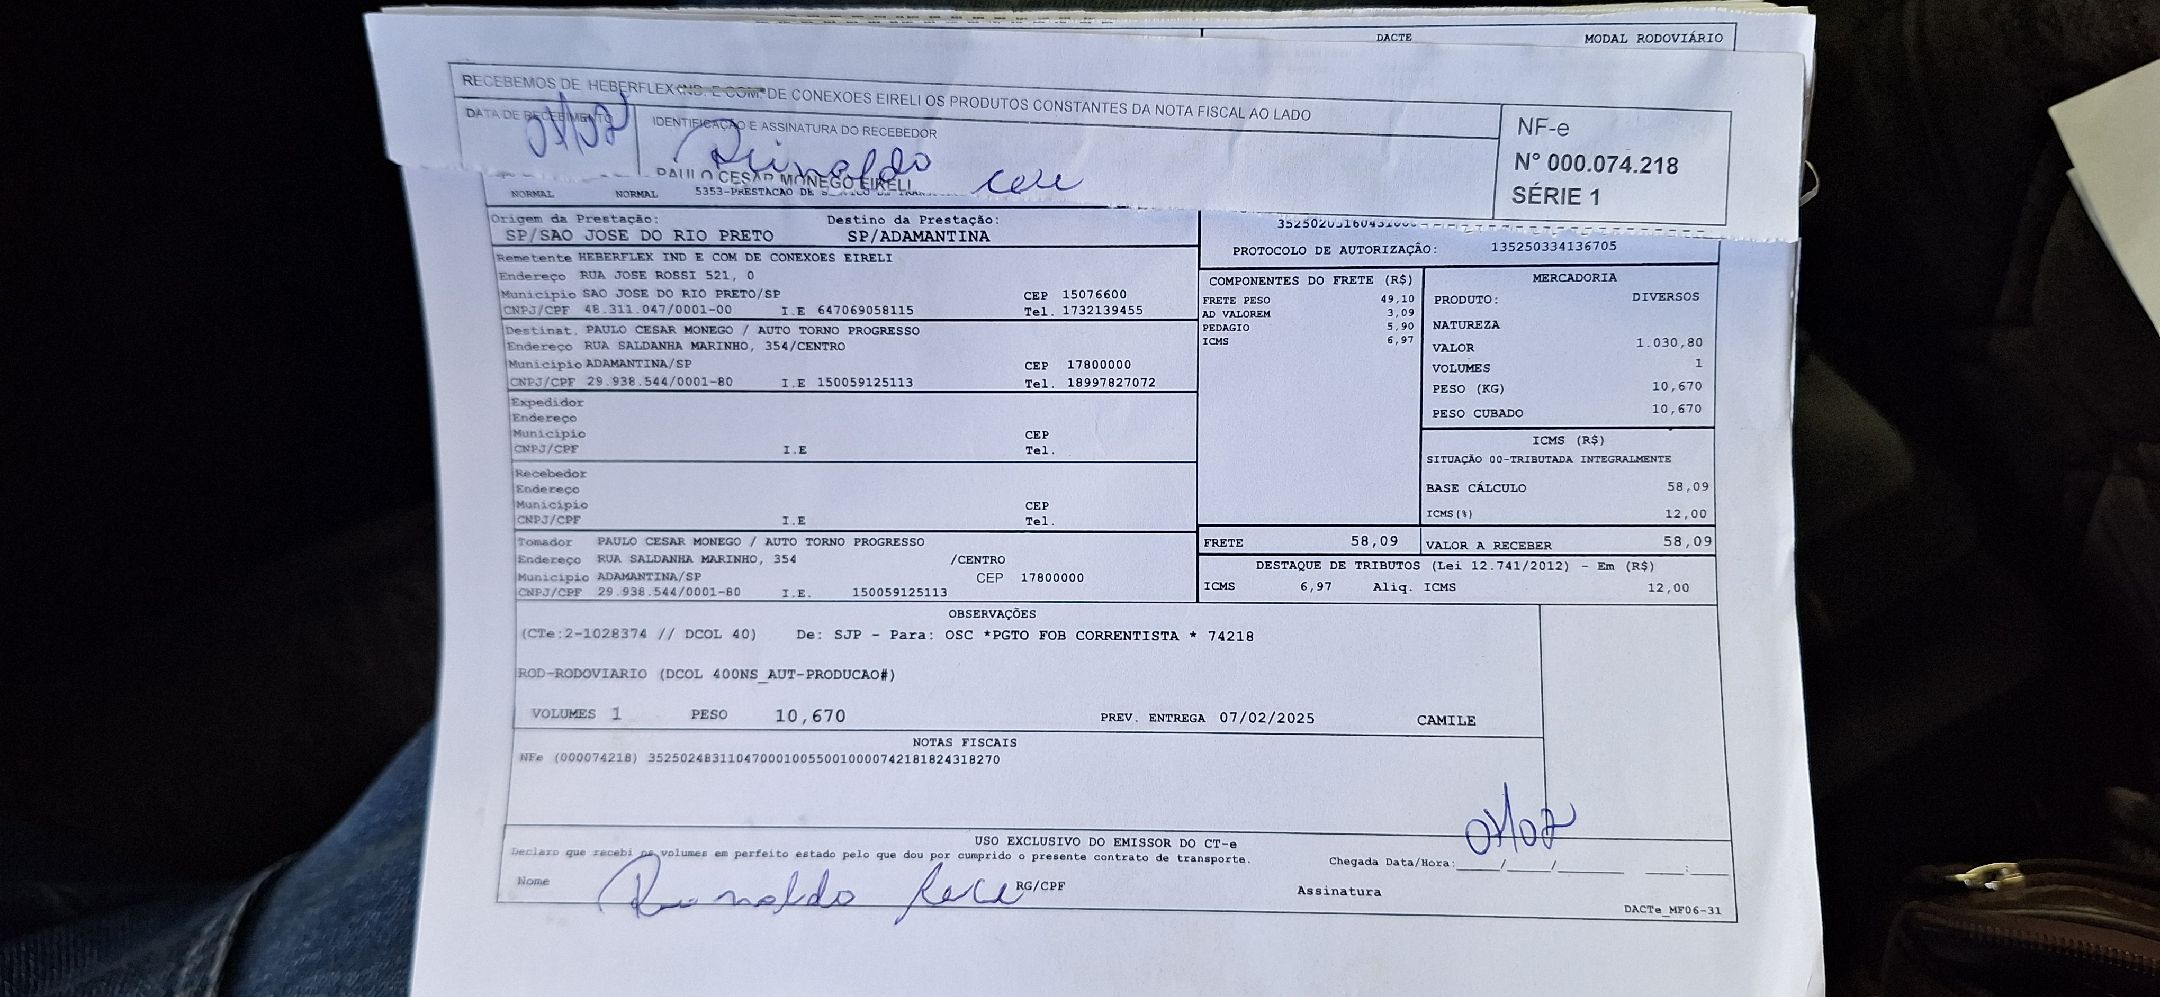 DACTE MODAL RODOVIÁRIO
RECEBEMOS DE HEBERFLEX IND. E COM. DE CONEXOES EIRELI OS PRODUTOS CONSTANTES DA NOTA FISCAL AO LADO
DATA DE RECEBIMENTO IDENTIFICAÇÃO E ASSINATURA DO RECEBEDOR
NF-e
Nº 000.074.218
SÉRIE 1
Reinaldo
PAULO CESAR MONEGO EIRELI
NORMAL NORMAL 5353-PRESTACAO DE
Origem da Prestação: Destino da Prestação:
SP/SAO JOSE DO RIO PRETO SP/ADAMANTINA
PROTOCOLO DE AUTORIZAÇÃO: 135250334136705
Remetente HEBERFLEX IND E COM DE CONEXOES EIRELI
Endereço RUA JOSE ROSSI 521, 0
Município SAO JOSE DO RIO PRETO/SP CEP 15076600
CNPJ/CPF 48.311.047/0001-00 I.E 647069058115 Tel. 1732139455
Destinat. PAULO CESAR MONEGO / AUTO TORNO PROGRESSO
Endereço RUA SALDANHA MARINHO, 354/CENTRO
Município ADAMANTINA/SP CEP 17800000
CNPJ/CPF 29.938.544/0001-80 I.E 150059125113 Tel. 18997827072
Expedidor
Endereço
Município CEP
CNPJ/CPF I.E Tel.
Recebedor
Endereço
Município CEP
CNPJ/CPF I.E Tel.
Tomador PAULO CESAR MONEGO / AUTO TORNO PROGRESSO
Endereço RUA SALDANHA MARINHO, 354 /CENTRO
Município ADAMANTINA/SP CEP 17800000
CNPJ/CPF 29.938.544/0001-80 I.E. 150059125113
COMPONENTES DO FRETE (R$)
FRETE PESO 49,10
AD VALOREM 3,09
PEDAGIO 5,90
ICMS 6,97
MERCADORIA
PRODUTO: DIVERSOS
NATUREZA
VALOR 1.030,80
VOLUMES 1
PESO (KG) 10,670
PESO CUBADO 10,670
ICMS (R$)
SITUAÇÃO 00-TRIBUTADA INTEGRALMENTE
BASE CÁLCULO 58,09
ICMS(%) 12,00
FRETE 58,09 VALOR A RECEBER 58,09
DESTAQUE DE TRIBUTOS (Lei 12.741/2012) - Em (R$)
ICMS 6,97 Aliq. ICMS 12,00
OBSERVAÇÕES
(CTe:2-1028374 // DCOL 40) De: SJP - Para: OSC *PGTO FOB CORRENTISTA * 74218
ROD-RODOVIARIO (DCOL 400NS_AUT-PRODUCAO#)
VOLUMES 1 PESO 10,670 PREV. ENTREGA 07/02/2025 CAMILE
NOTAS FISCAIS
NFe (000074218) 35250248311047000100550010000742181824318270
USO EXCLUSIVO DO EMISSOR DO CT-e
Declaro que recebi os volumes em perfeito estado pelo que dou por cumprido o presente contrato de transporte.
Chegada Data/Hora: ____/____/______ ____:____
Nome Reinaldo RG/CPF Assinatura
DACTe_MF06-31